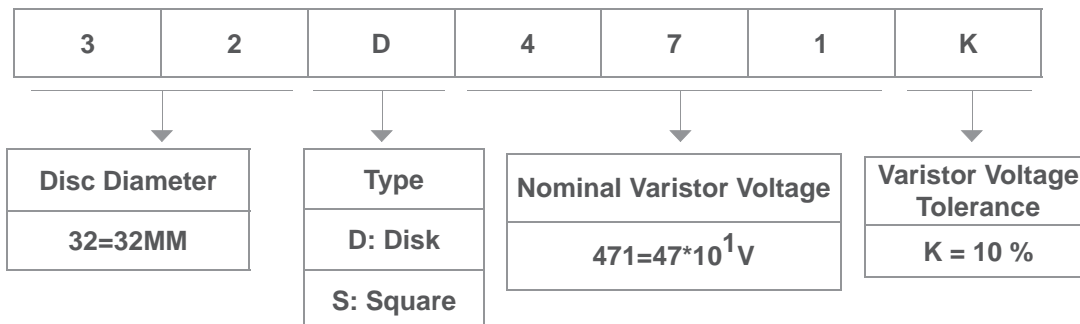 3 2 D 4 7 1 K
Disc Diameter
32=32MM
Type
D: Disk
S: Square
Nominal Varistor Voltage
471=47*10¹V
Varistor Voltage
Tolerance
K = 10 %